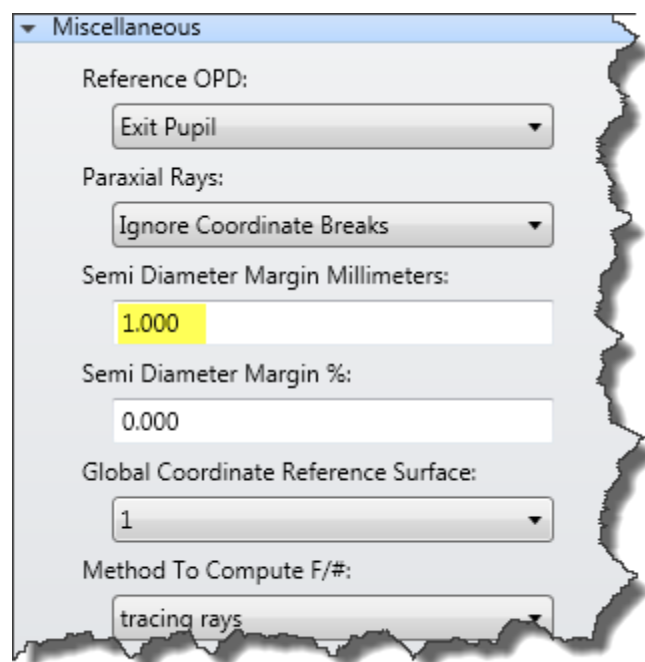 Miscellaneous
Reference OPD:
Exit Pupil
Paraxial Rays:
Ignore Coordinate Breaks
Semi Diameter Margin Millimeters:
1.000
Semi Diameter Margin %:
0.000
Global Coordinate Reference Surface:
1
Method To Compute F/#:
tracing rays